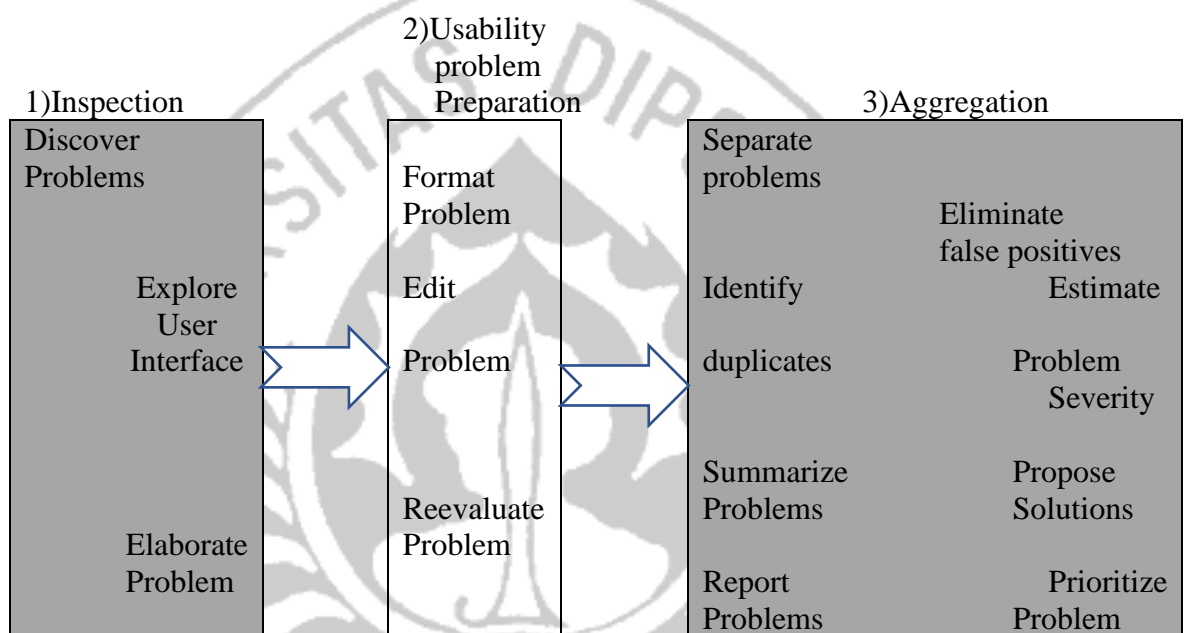 2)Usability
problem
Preparation
1)Inspection
3)Aggregation
Discover
Problems
Explore
User
Interface
Elaborate
Problem
Format
Problem
Edit
Problem
Reevaluate
Problem
Separate
problems
Eliminate
false positives
Identify
duplicates
Estimate
Problem
Severity
Summarize
Problems
Propose
Solutions
Report
Problems
Prioritize
Problem
SITAS DIPO